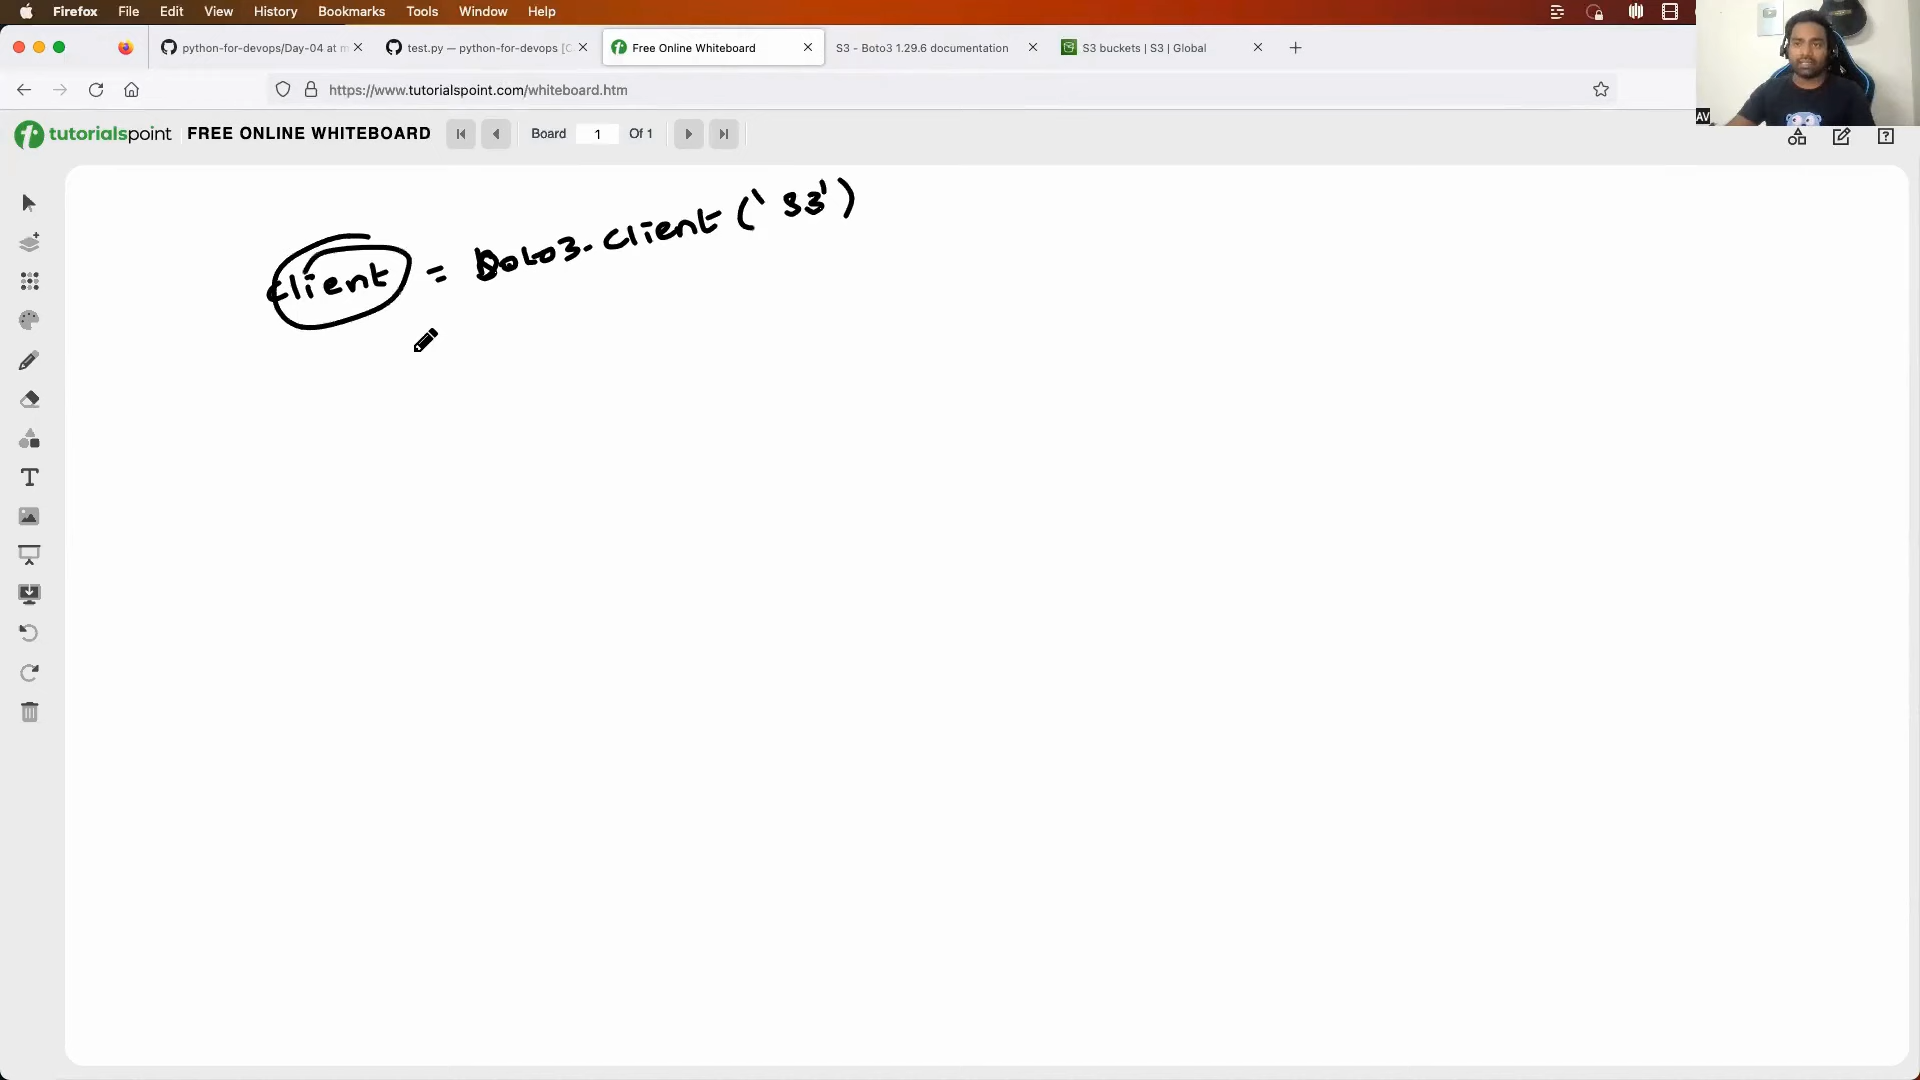 Firefox File Edit View History Bookmarks Tools Window Help
python-for-devops/Day-04 at m test.py — python-for-devops [C Free Online Whiteboard S3 - Boto3 1.29.6 documentation S3 buckets | S3 | Global
https://www.tutorialspoint.com/whiteboard.htm
AV
tutorialspoint FREE ONLINE WHITEBOARD Board 1 Of 1
client = Boto3.client ('S3')
T